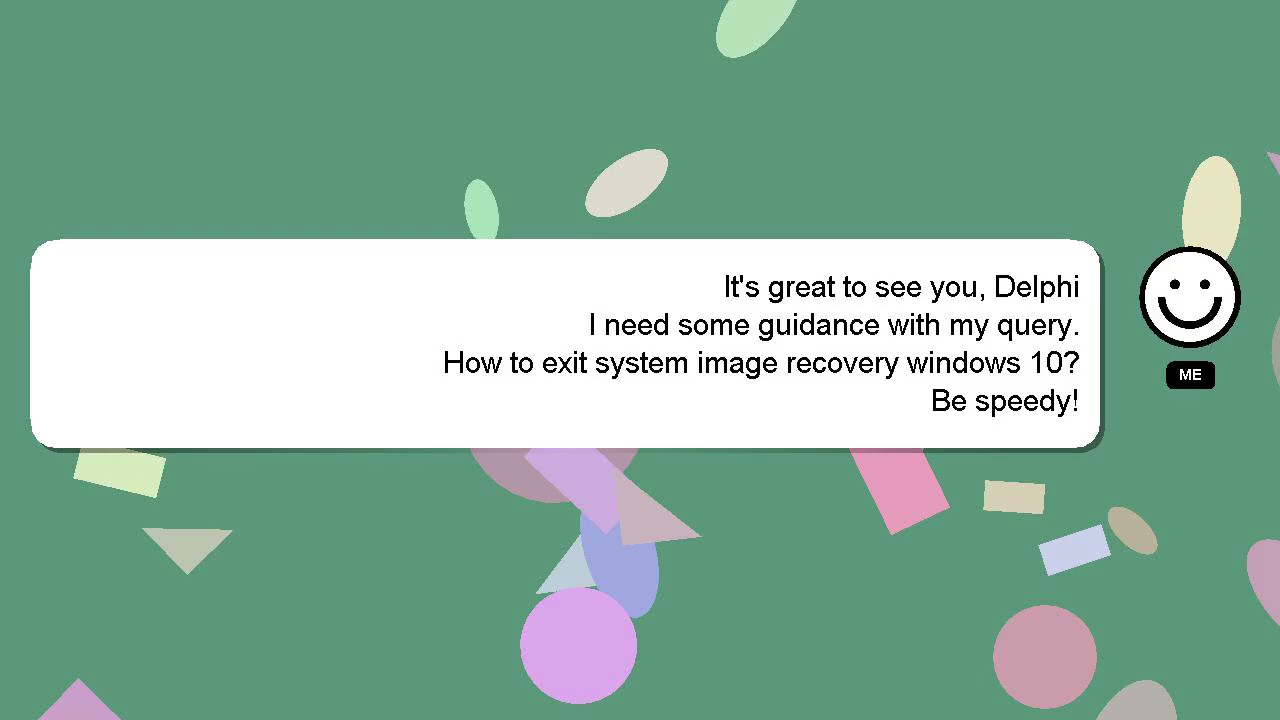 It's great to see you, Delphi
I need some guidance with my query.
How to exit system image recovery windows 10?
Be speedy!
ME